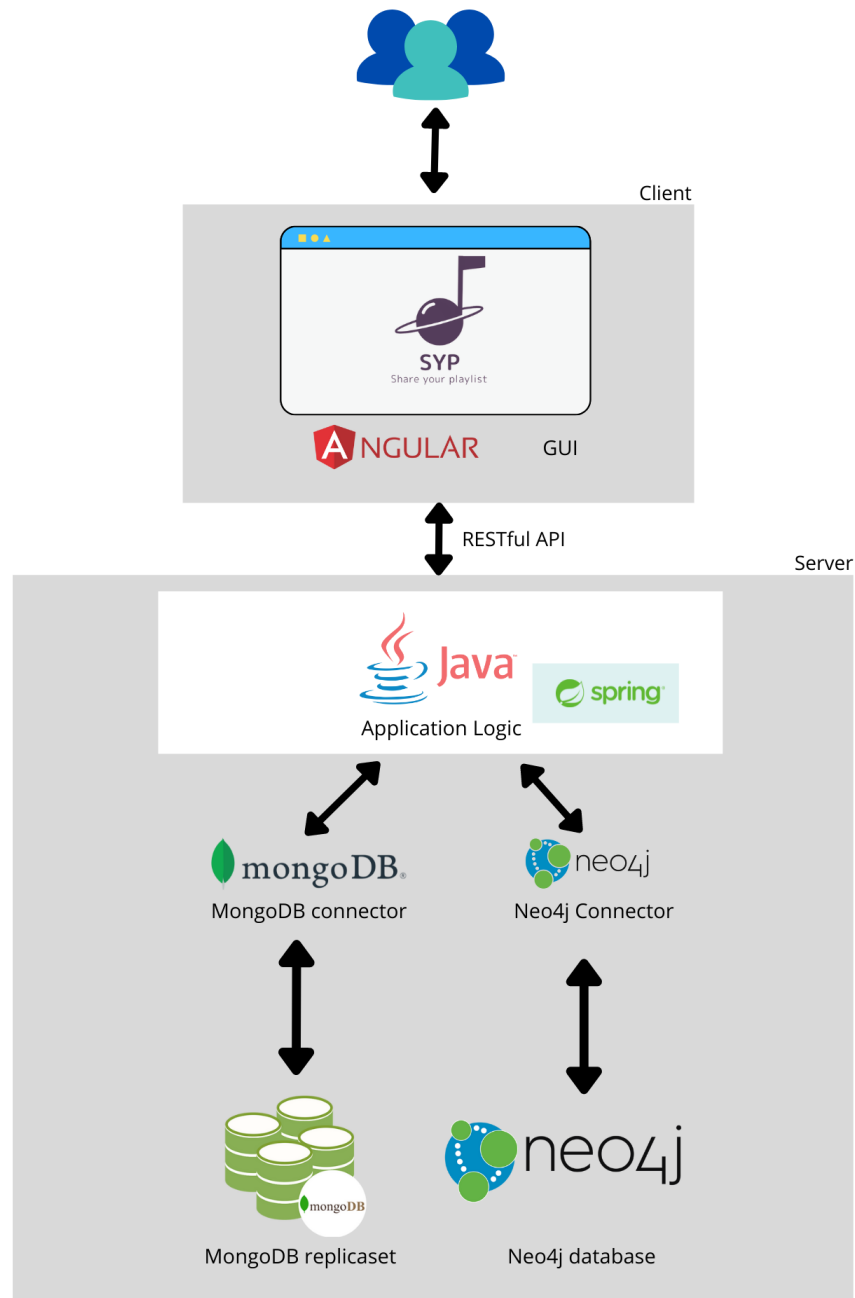 Client
SYP
Share your playlist
ANGULAR
GUI
RESTful API
Server
Java
spring
Application Logic
mongoDB
neo4j
MongoDB connector
Neo4j Connector
neo4j
mongoDB
MongoDB replicaset
Neo4j database